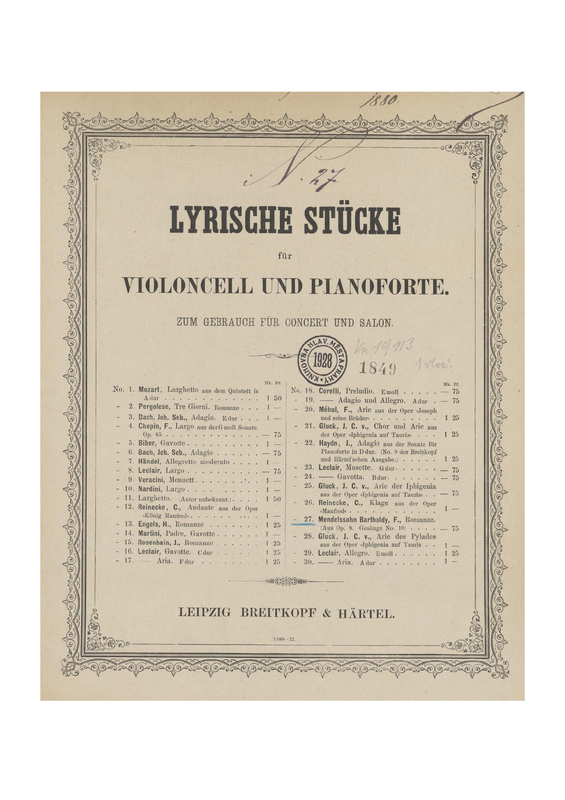 1880.
N. 27
LYRISCHE STÜCKE
für
VIOLONCELL UND PIANOFORTE.
ZUM GEBRAUCH FÜR CONCERT UND SALON.
KNIHOVNA HLAV. MĚSTA PRAHY
1928
1849
Mk. Pf.
No. 1. Mozart, Larghetto aus dem Quintett in
A dur . . . . . . . . . . . . 1 50
- 2. Pergolese, Tre Giorni. Romanze . . 1 —
- 3. Bach, Joh. Seb., Adagio. E dur . . . 1 —
- 4. Chopin, F., Largo aus der G moll Sonate
Op. 65 . . . . . . . . . . . — 75
- 5. Biber, Gavotte . . . . . . . . . 1 —
- 6. Bach, Joh. Seb., Adagio . . . . . — 75
- 7. Händel, Allegretto moderato . . . . 1 —
- 8. Leclair, Largo . . . . . . . . . — 75
- 9. Veracini, Menuett . . . . . . . . 1 —
- 10. Nardini, Largo . . . . . . . . . 1 —
- 11. Larghetto. (Autor unbekannt) . . . . 1 50
- 12. Reinecke, C., Andante aus der Oper
»König Manfred« . . . . . . . . 1 —
- 13. Engels, H., Romanze . . . . . . 1 25
- 14. Martini, Padre, Gavotte . . . . . 1 —
- 15. Rosenhain, J., Romanze . . . . . 1 25
- 16. Leclair, Gavotte. C dur . . . . . . 1 25
- 17. —— Aria. F dur . . . . . . . . 1 25
Mk. Pf.
No. 18. Corelli, Preludio. E moll . . . . . — 75
- 19. —— Adagio und Allegro. A dur . — 75
- 20. Méhul, F., Arie aus der Oper »Joseph
und seine Brüder« . . . . . . . 1 25
- 21. Gluck, J. C. v., Chor und Arie aus
der Oper »Iphigenia auf Tauris« . . . 1 25
- 22. Haydn, J., Adagio aus der Sonate für
Pianoforte in D dur. (No. 9 der Breitkopf
und Härtel'schen Ausgabe.) . . . . . 1 25
- 23. Leclair, Musette. G dur . . . . . . — 75
- 24. —— Gavotta. D dur . . . . . . . — 75
- 25. Gluck, J. C. v., Arie der Iphigenia
aus der Oper »Iphigenia auf Tauris« . . — 75
- 26. Reinecke, C., Klage aus der Oper
»Manfred« . . . . . . . . . . 1 —
- 27. Mendelssohn Bartholdy, F., Romanze.
(Aus Op. 8. Gesänge No. 10) . . . . — 75
- 28. Gluck, J. C. v., Arie des Pylades
aus der Oper »Iphigenia auf Tauris« . . 1 —
- 29. Leclair, Allegro. E moll . . . . . 1 25
- 30. —— Aria. A dur . . . . . . . . 1 —
LEIPZIG BREITKOPF & HÄRTEL.